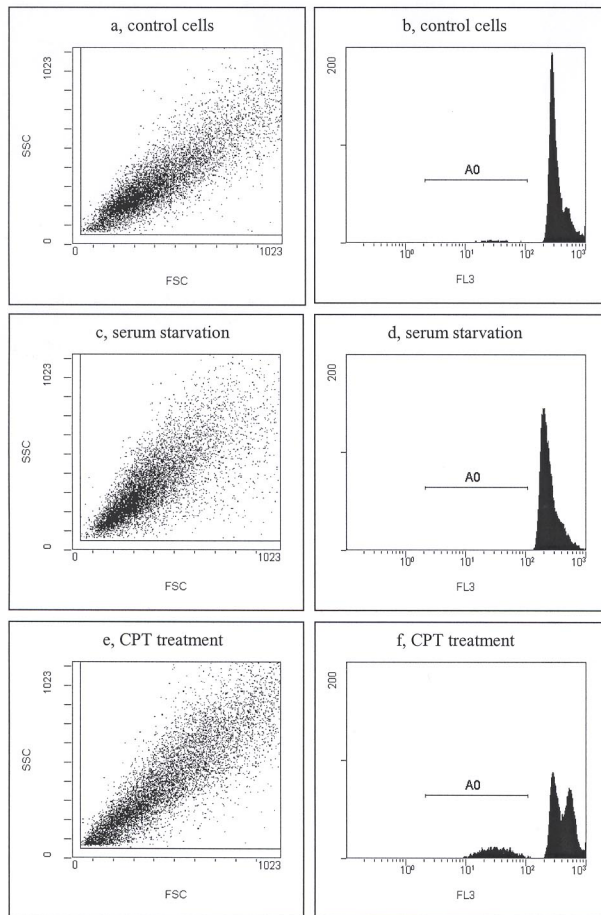 a, control cells
1023
SSC
0
0
1023
FSC
b, control cells
200
A0
10⁰
10¹
10²
10³
FL3
c, serum starvation
1023
SSC
0
0
1023
FSC
d, serum starvation
200
A0
10⁰
10¹
10²
10³
FL3
e, CPT treatment
1023
SSC
0
0
1023
FSC
f, CPT treatment
200
A0
10⁰
10¹
10²
10³
FL3